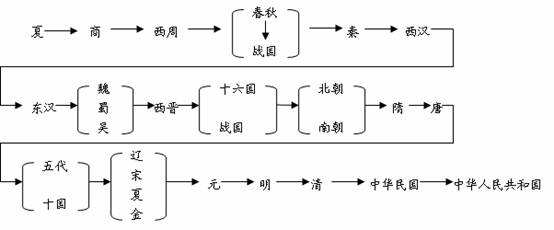 夏 商 西周 春秋 战国 秦 西汉
东汉 魏 蜀 吴 西晋 十六国 战国 北朝 南朝 隋 唐
五代 十国 辽 宋 夏 金 元 明 清 中华民国 中华人民共和国